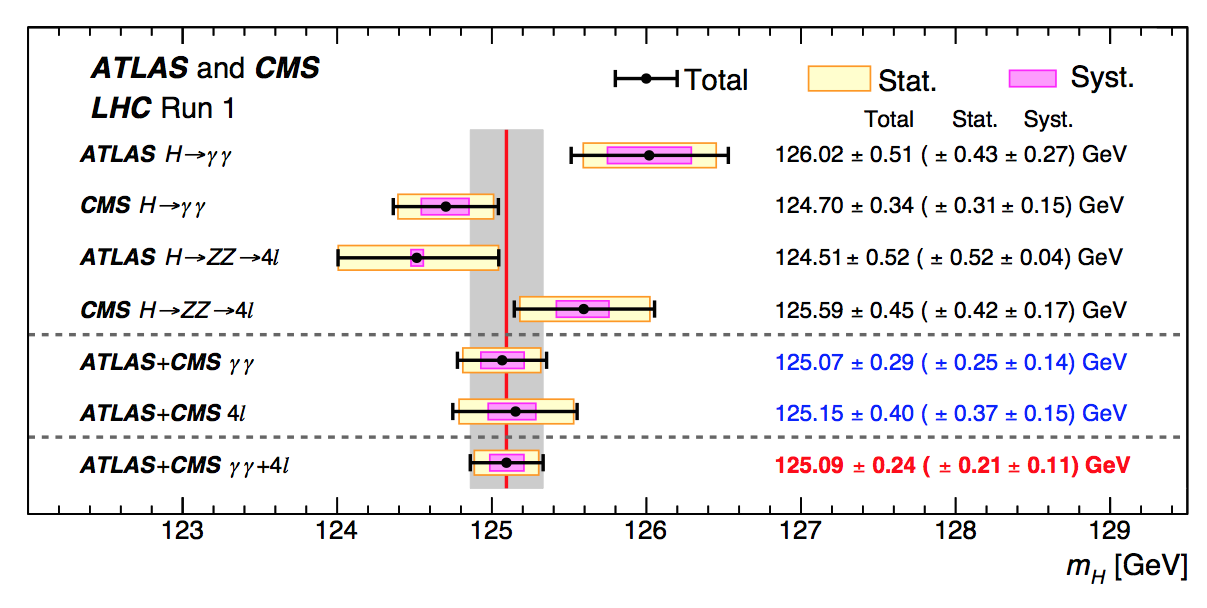 ATLAS and CMS
LHC Run 1
Total Stat. Syst.
Total Stat. Syst.
ATLAS H→γγ 126.02 ± 0.51 ( ± 0.43 ± 0.27) GeV
CMS H→γγ 124.70 ± 0.34 ( ± 0.31 ± 0.15) GeV
ATLAS H→ZZ→4l 124.51 ± 0.52 ( ± 0.52 ± 0.04) GeV
CMS H→ZZ→4l 125.59 ± 0.45 ( ± 0.42 ± 0.17) GeV
ATLAS+CMS γγ 125.07 ± 0.29 ( ± 0.25 ± 0.14) GeV
ATLAS+CMS 4l 125.15 ± 0.40 ( ± 0.37 ± 0.15) GeV
ATLAS+CMS γγ+4l 125.09 ± 0.24 ( ± 0.21 ± 0.11) GeV
123 124 125 126 127 128 129
mH [GeV]